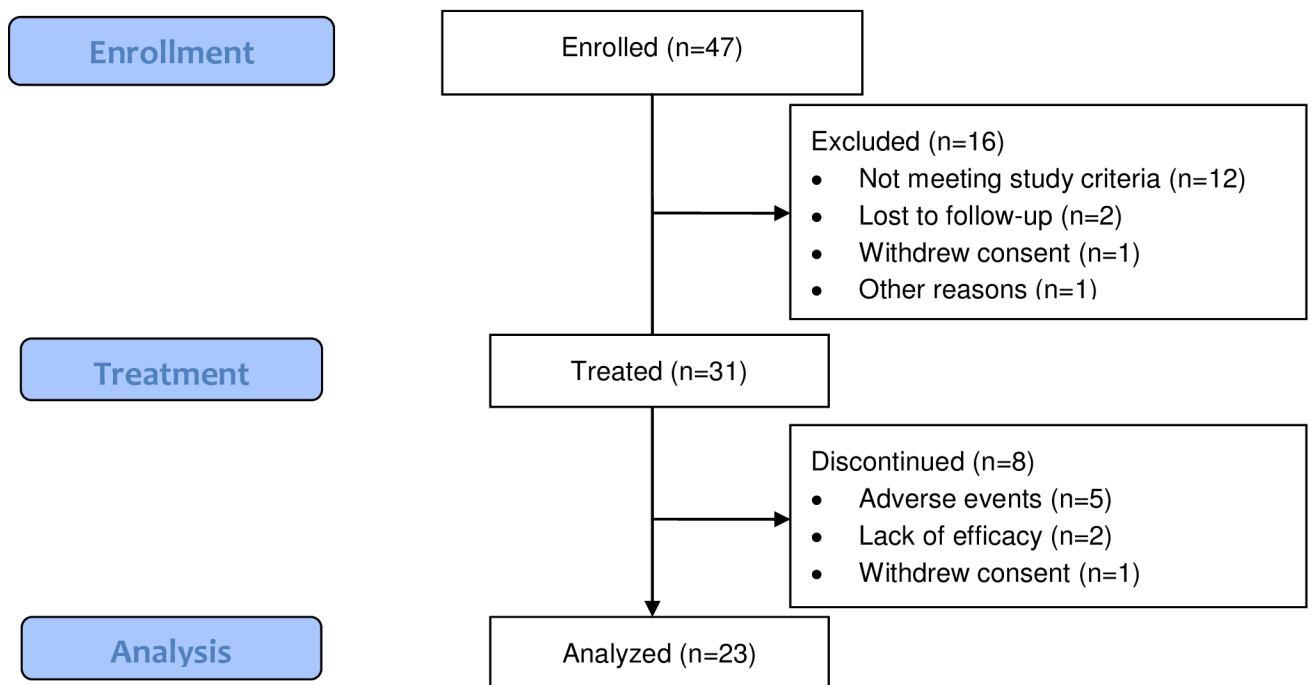 Enrollment
Enrolled (n=47)
Excluded (n=16)
• Not meeting study criteria (n=12)
• Lost to follow-up (n=2)
• Withdrew consent (n=1)
• Other reasons (n=1)
Treatment
Treated (n=31)
Discontinued (n=8)
• Adverse events (n=5)
• Lack of efficacy (n=2)
• Withdrew consent (n=1)
Analysis
Analyzed (n=23)